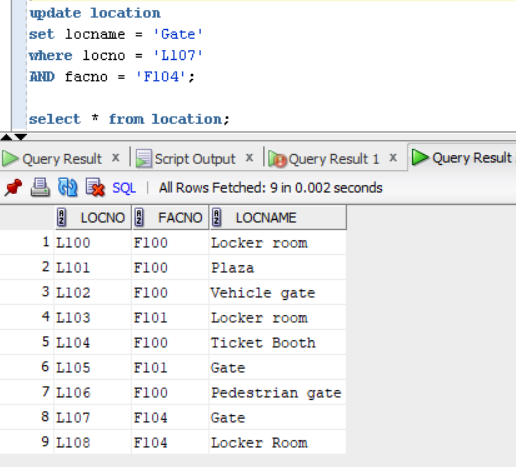 update location
set locname = 'Gate'
where locno = 'L107'
AND facno = 'F104';
select * from location;
Query Result x Script Output x Query Result 1 x Query Result
SQL | All Rows Fetched: 9 in 0.002 seconds
LOCNO FACNO LOCNAME
1 L100 F100 Locker room
2 L101 F100 Plaza
3 L102 F100 Vehicle gate
4 L103 F101 Locker room
5 L104 F100 Ticket Booth
6 L105 F101 Gate
7 L106 F100 Pedestrian gate
8 L107 F104 Gate
9 L108 F104 Locker Room